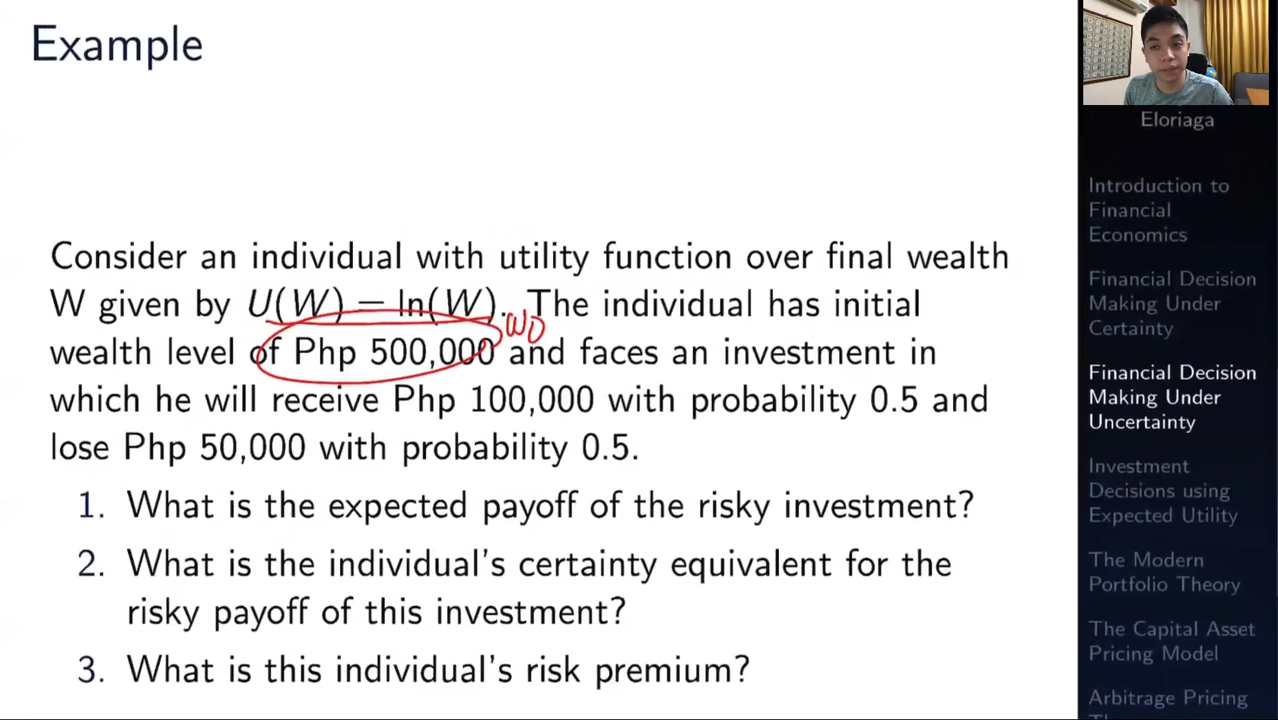 Example
Consider an individual with utility function over final wealth
W given by U(W) = ln(W). The individual has initial
W0
wealth level of Php 500,000 and faces an investment in
which he will receive Php 100,000 with probability 0.5 and
lose Php 50,000 with probability 0.5.
1. What is the expected payoff of the risky investment?
2. What is the individual's certainty equivalent for the
risky payoff of this investment?
3. What is this individual's risk premium?
Eloriaga
Introduction to
Financial
Economics
Financial Decision
Making Under
Certainty
Financial Decision
Making Under
Uncertainty
Investment
Decisions using
Expected Utility
The Modern
Portfolio Theory
The Capital Asset
Pricing Model
Arbitrage Pricing